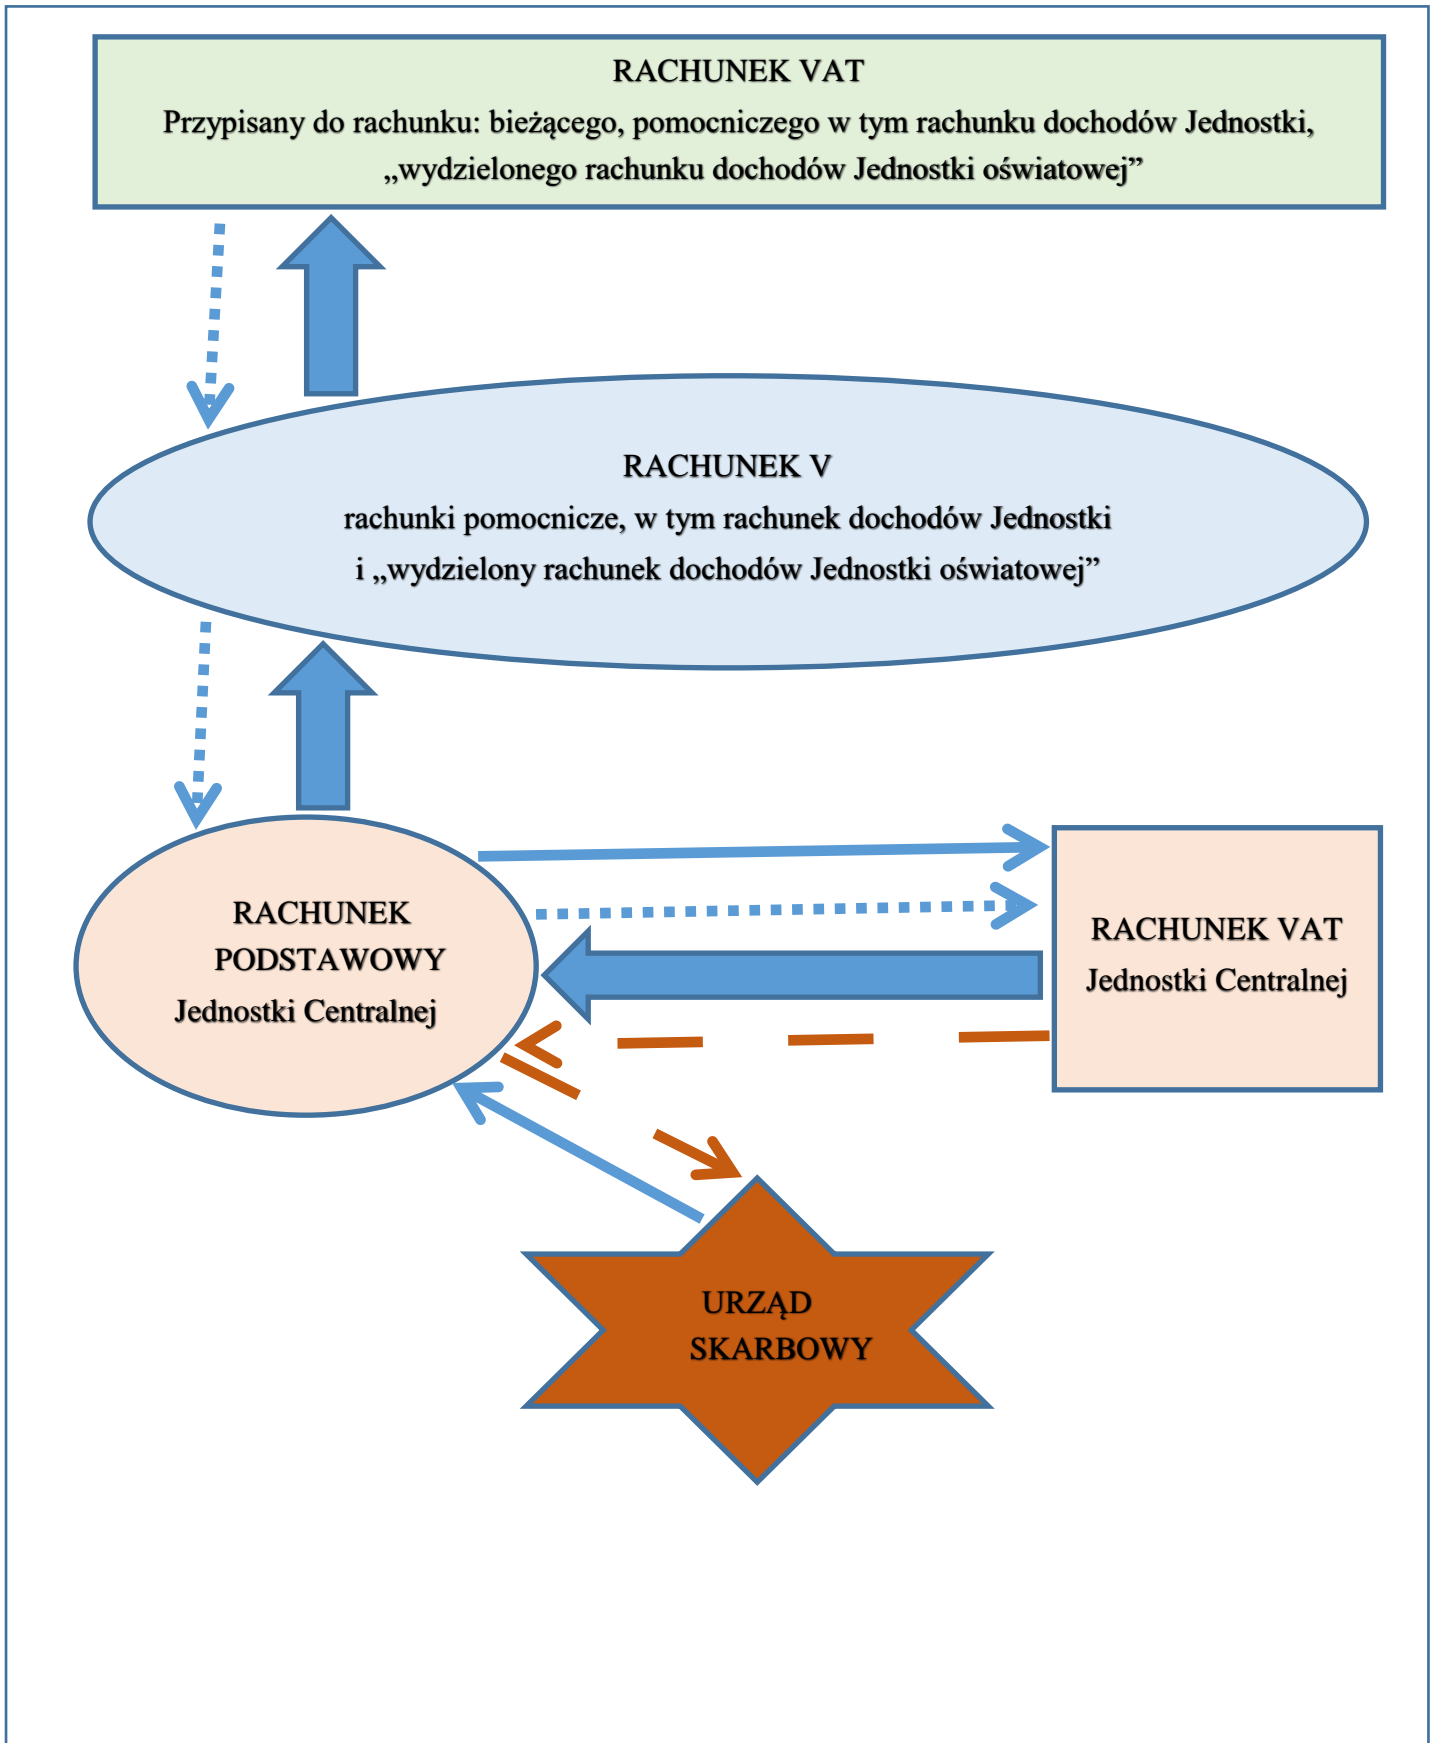 RACHUNEK VAT
Przypisany do rachunku: bieżącego, pomocniczego w tym rachunku dochodów Jednostki,
„wydzielonego rachunku dochodów Jednostki oświatowej”
RACHUNEK V
rachunki pomocnicze, w tym rachunek dochodów Jednostki
i „wydzielony rachunek dochodów Jednostki oświatowej”
RACHUNEK
PODSTAWOWY
Jednostki Centralnej
RACHUNEK VAT
Jednostki Centralnej
URZĄD
SKARBOWY